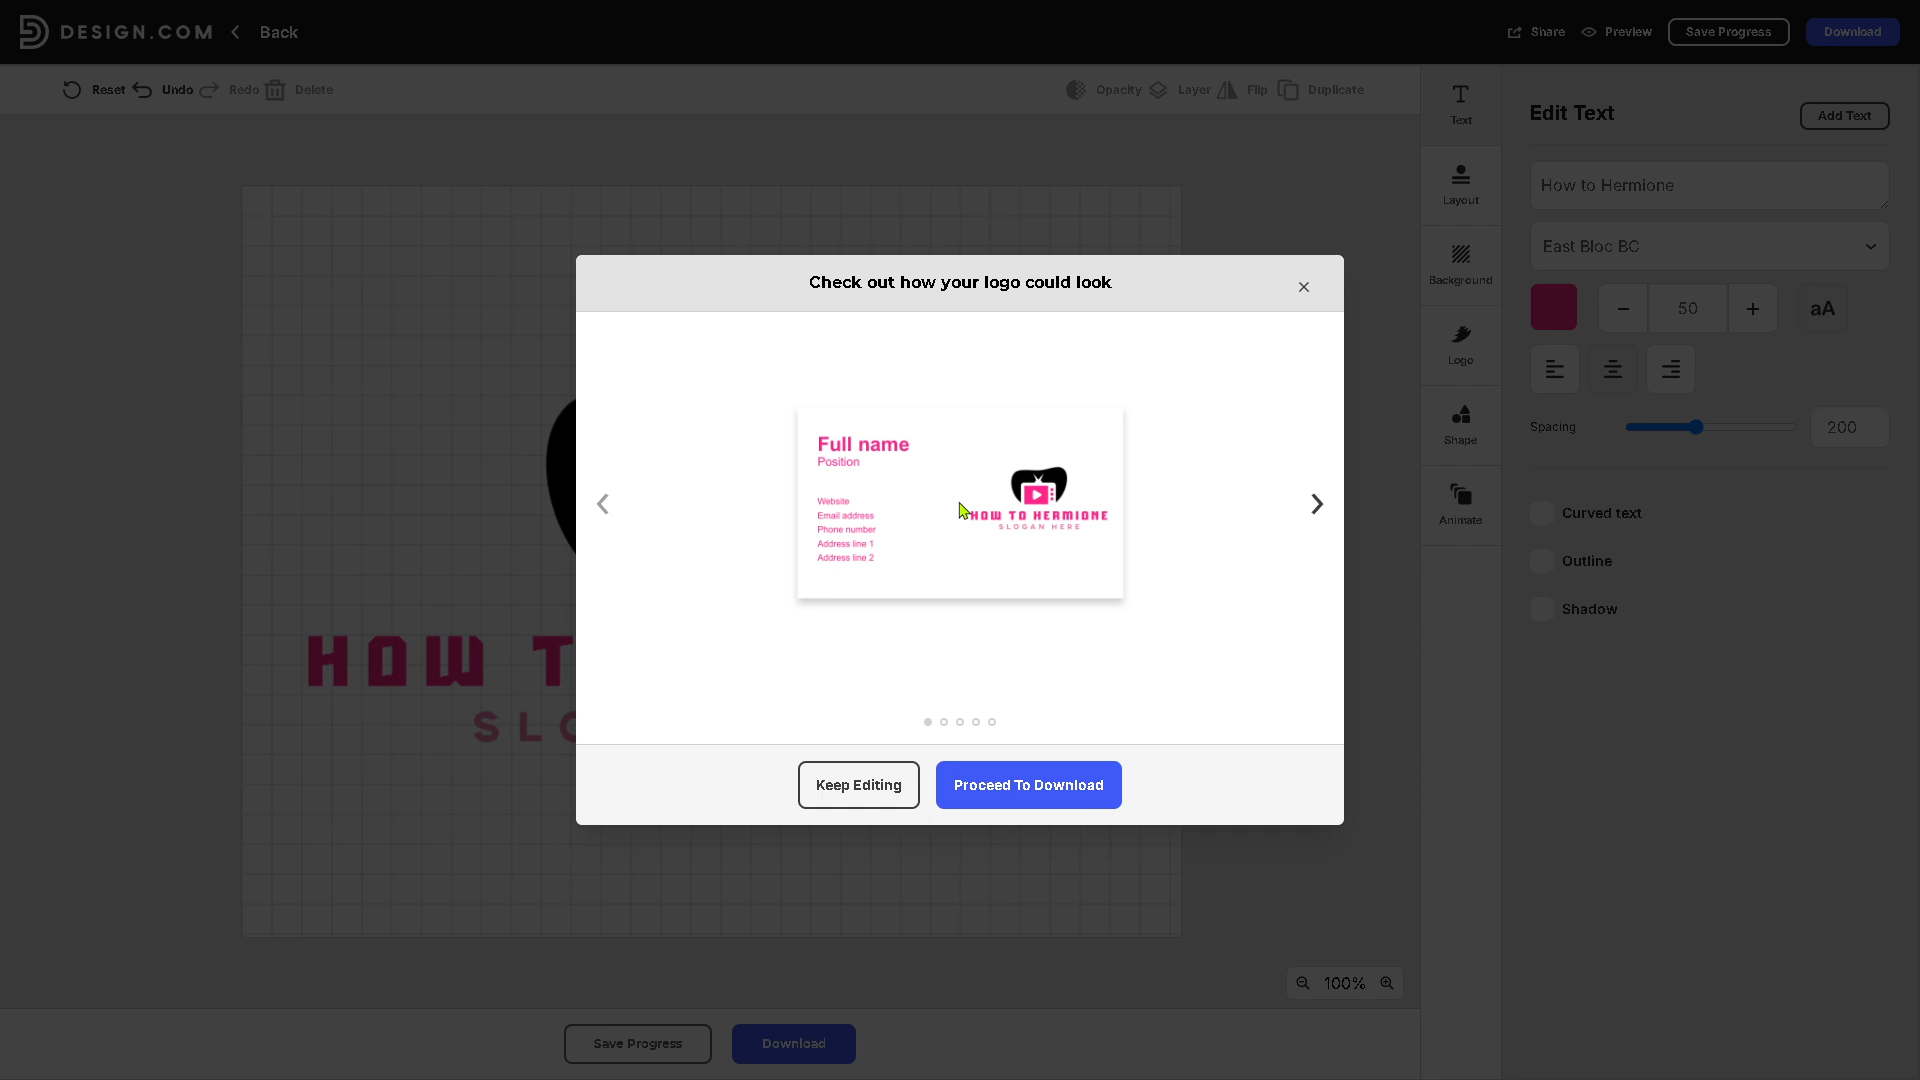 DESIGN.COM
Back
Share
Preview
Save Progress
Download
Reset
Undo
Redo
Delete
Opacity
Layer
Flip
Duplicate
Text
Layout
Background
Logo
Shape
Animate
Edit Text
Add Text
How to Hermione
East Bloc BC
50
aA
Spacing
200
Curved text
Outline
Shadow
Check out how your logo could look
Full name
Position
Website
Email address
Phone number
Address line 1
Address line 2
HOW TO HERMIONE
SLOGAN HERE
Keep Editing
Proceed To Download
HOW T
SLO
100%
Save Progress
Download